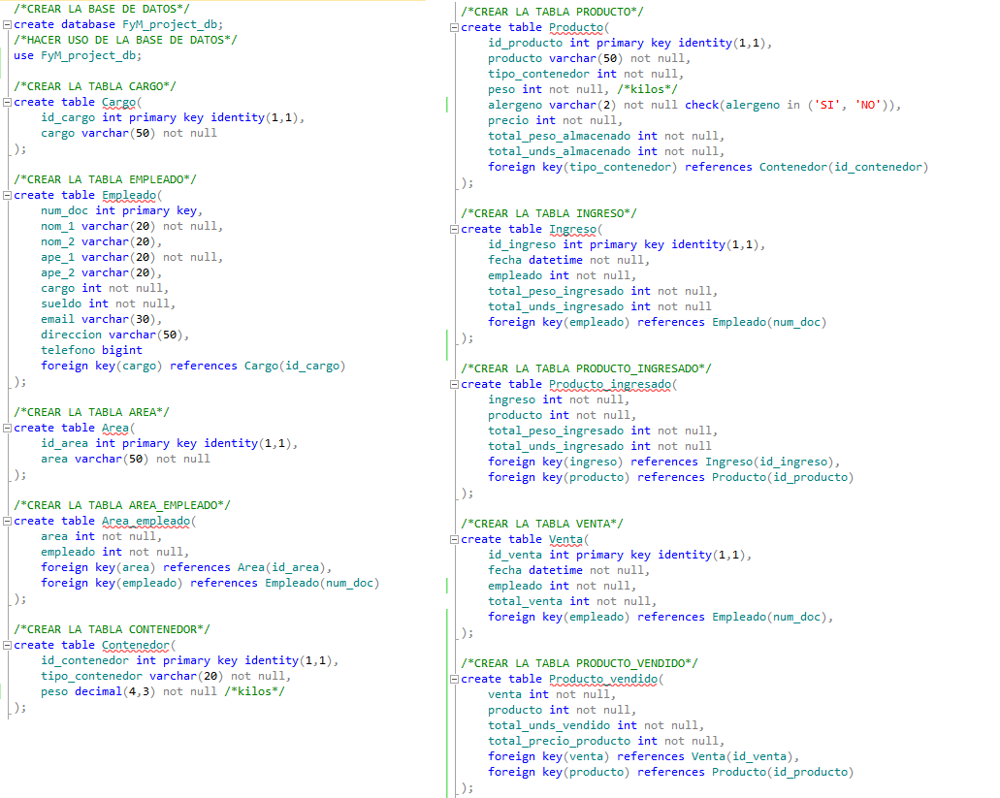 /*CREAR LA BASE DE DATOS*/
create database FyM_project_db;
/*HACER USO DE LA BASE DE DATOS*/
use FyM_project_db;
/*CREAR LA TABLA CARGO*/
create table Cargo(
id_cargo int primary key identity(1,1),
cargo varchar(50) not null
);
/*CREAR LA TABLA EMPLEADO*/
create table Empleado(
num_doc int primary key,
nom_1 varchar(20) not null,
nom_2 varchar(20),
ape_1 varchar(20) not null,
ape_2 varchar(20),
cargo int not null,
sueldo int not null,
email varchar(30),
direccion varchar(50),
telefono bigint
foreign key(cargo) references Cargo(id_cargo)
);
/*CREAR LA TABLA AREA*/
create table Area(
id_area int primary key identity(1,1),
area varchar(50) not null
);
/*CREAR LA TABLA AREA_EMPLEADO*/
create table Area_empleado(
area int not null,
empleado int not null,
foreign key(area) references Area(id_area),
foreign key(empleado) references Empleado(num_doc)
);
/*CREAR LA TABLA CONTENEDOR*/
create table Contenedor(
id_contenedor int primary key identity(1,1),
tipo_contenedor varchar(20) not null,
peso decimal(4,3) not null /*kilos*/
);
/*CREAR LA TABLA PRODUCTO*/
create table Producto(
id_producto int primary key identity(1,1),
producto varchar(50) not null,
tipo_contenedor int not null,
peso int not null, /*kilos*/
alergeno varchar(2) not null check(alergeno in ('SI', 'NO')),
precio int not null,
total_peso_almacenado int not null,
total_unds_almacenado int not null,
foreign key(tipo_contenedor) references Contenedor(id_contenedor)
);
/*CREAR LA TABLA INGRESO*/
create table Ingreso(
id_ingreso int primary key identity(1,1),
fecha datetime not null,
empleado int not null,
total_peso_ingresado int not null,
total_unds_ingresado int not null
foreign key(empleado) references Empleado(num_doc)
);
/*CREAR LA TABLA PRODUCTO_INGRESADO*/
create table Producto_ingresado(
ingreso int not null,
producto int not null,
total_peso_ingresado int not null,
total_unds_ingresado int not null
foreign key(ingreso) references Ingreso(id_ingreso),
foreign key(producto) references Producto(id_producto)
);
/*CREAR LA TABLA VENTA*/
create table Venta(
id_venta int primary key identity(1,1),
fecha datetime not null,
empleado int not null,
total_venta int not null,
foreign key(empleado) references Empleado(num_doc),
);
/*CREAR LA TABLA PRODUCTO_VENDIDO*/
create table Producto_vendido(
venta int not null,
producto int not null,
total_unds_vendido int not null,
total_precio_producto int not null,
foreign key(venta) references Venta(id_venta),
foreign key(producto) references Producto(id_producto)
);